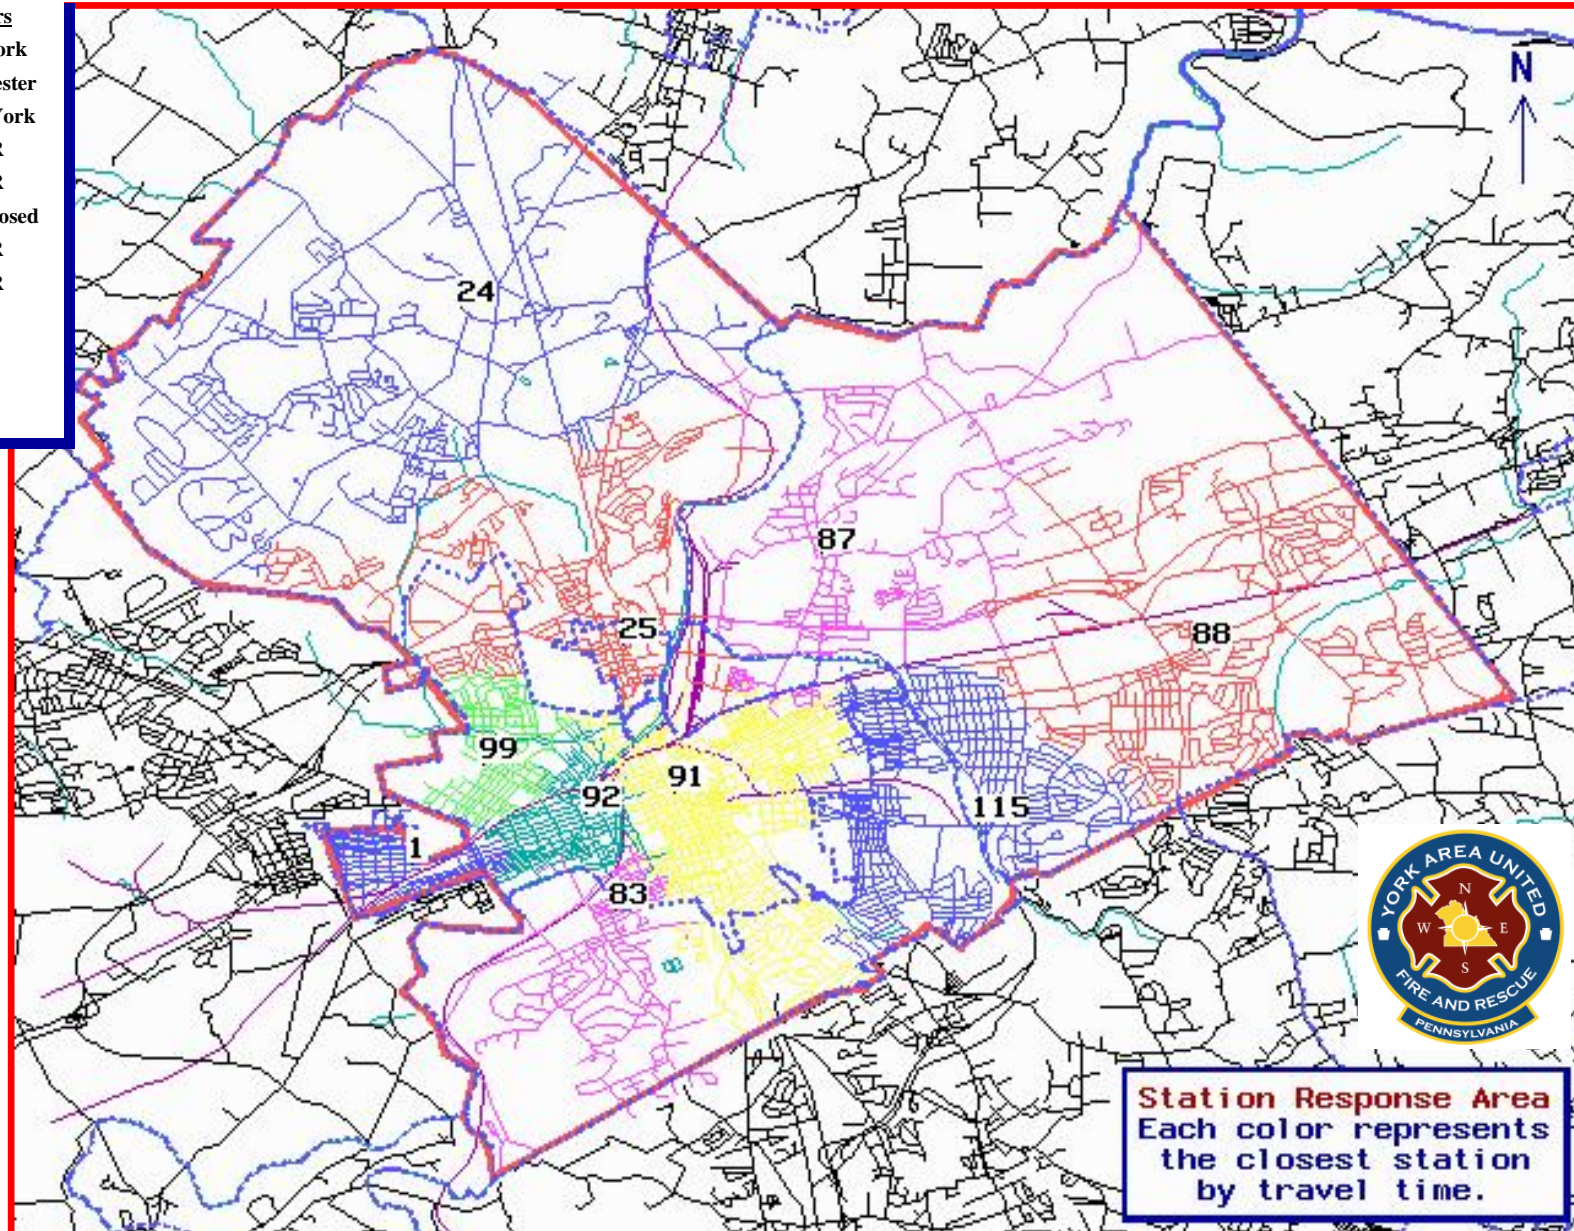 rs
ork
ester
York
R
R
osed
R
R
N
24
87
25
88
99
91
92
115
1
83
YORK AREA UNITED
N
W E
S
FIRE AND RESCUE
PENNSYLVANIA
Station Response Area
Each color represents
the closest station
by travel time.